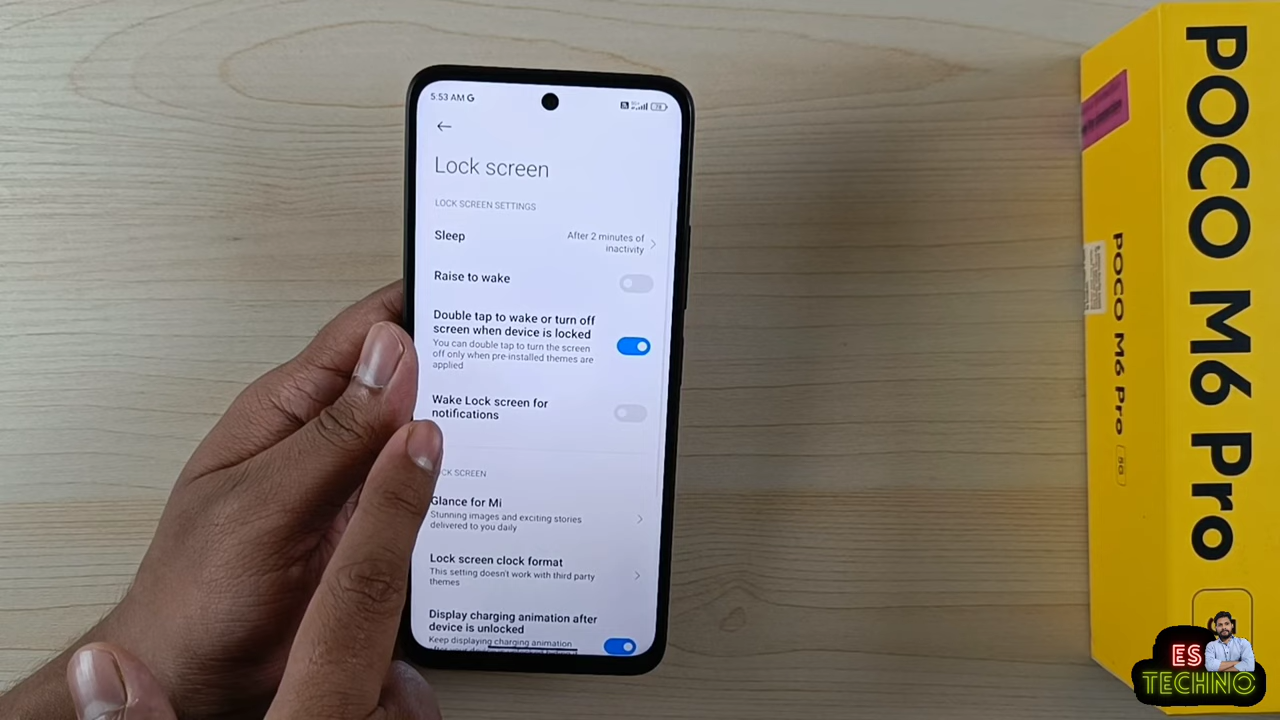 5:53 AM G
78
Lock screen
LOCK SCREEN SETTINGS
Sleep
After 2 minutes of
inactivity
Raise to wake
Double tap to wake or turn off
screen when device is locked
You can double tap to turn the screen
off only when pre-installed themes are
applied
Wake Lock screen for
notifications
CK SCREEN
Glance for Mi
Stunning images and exciting stories
delivered to you daily
Lock screen clock format
This setting doesn't work with third party
themes
Display charging animation after
device is unlocked
Keep displaying charging animation
POCO M6 Pro
POCO M6 Pro 5G
ES
TECHNO